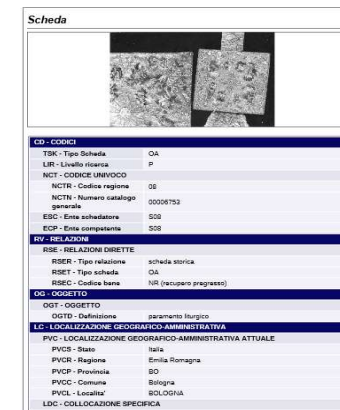 Scheda
CD - CODICI
TSK - Tipo Scheda OA
LIR - Livello ricerca P
NCT - CODICE UNIVOCO
NCTR - Codice regione 08
NCTN - Numero catalogo generale 00006753
ESC - Ente schedatore S08
ECP - Ente competente S08
RV - RELAZIONI
RSE - RELAZIONI DIRETTE
RSER - Tipo relazione scheda storica
RSET - Tipo scheda OA
RSEC - Codice bene NR (recupero pregresso)
OG - OGGETTO
OGT - OGGETTO
OGTD - Definizione paramento liturgico
LC - LOCALIZZAZIONE GEOGRAFICO-AMMINISTRATIVA
PVC - LOCALIZZAZIONE GEOGRAFICO-AMMINISTRATIVA ATTUALE
PVCS - Stato Italia
PVCR - Regione Emilia Romagna
PVCP - Provincia BO
PVCC - Comune Bologna
PVCL - Localita' BOLOGNA
LDC - COLLOCAZIONE SPECIFICA